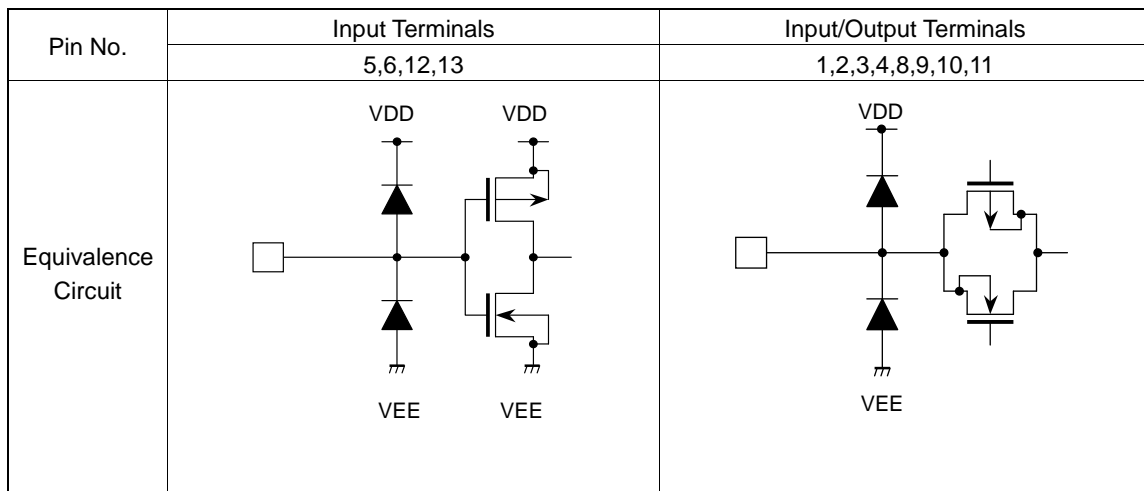 Pin No.
Input Terminals
Input/Output Terminals
5,6,12,13
1,2,3,4,8,9,10,11
Equivalence
Circuit
VDD
VDD
VEE
VEE
VDD
VEE